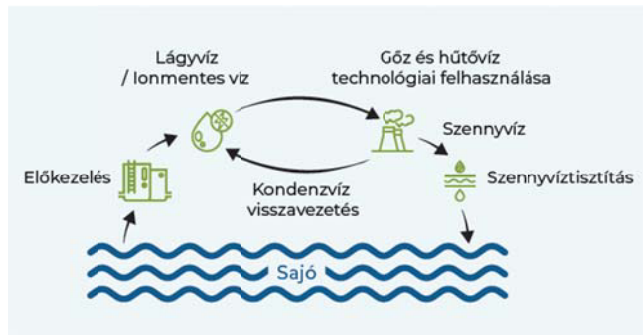 Lágyvíz
/ Ionmentes víz
Gőz és hűtővíz
technológiai felhasználása
Szennyvíz
Előkezelés
Szennyvíztisztítás
Kondenzvíz
visszavezetés
Sajó